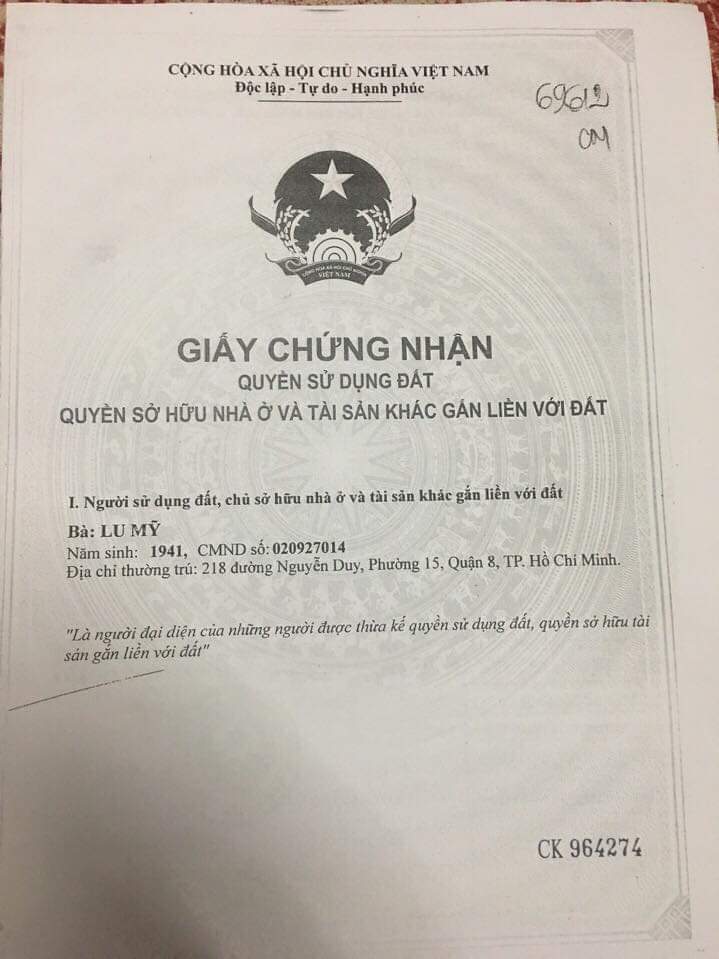 CỘNG HÒA XÃ HỘI CHỦ NGHĨA VIỆT NAM
Độc lập - Tự do - Hạnh phúc
69612
CM
CỘNG HÒA XÃ HỘI CHỦ NGHĨA
VIỆT NAM
GIẤY CHỨNG NHẬN
QUYỀN SỬ DỤNG ĐẤT
QUYỀN SỞ HỮU NHÀ Ở VÀ TÀI SẢN KHÁC GẮN LIỀN VỚI ĐẤT
I. Người sử dụng đất, chủ sở hữu nhà ở và tài sản khác gắn liền với đất
Bà: LU MỸ
Năm sinh: 1941, CMND số: 020927014
Địa chỉ thường trú: 218 đường Nguyễn Duy, Phường 15, Quận 8, TP. Hồ Chí Minh.
"Là người đại diện của những người được thừa kế quyền sử dụng đất, quyền sở hữu tài
sản gắn liền với đất"
CK 964274